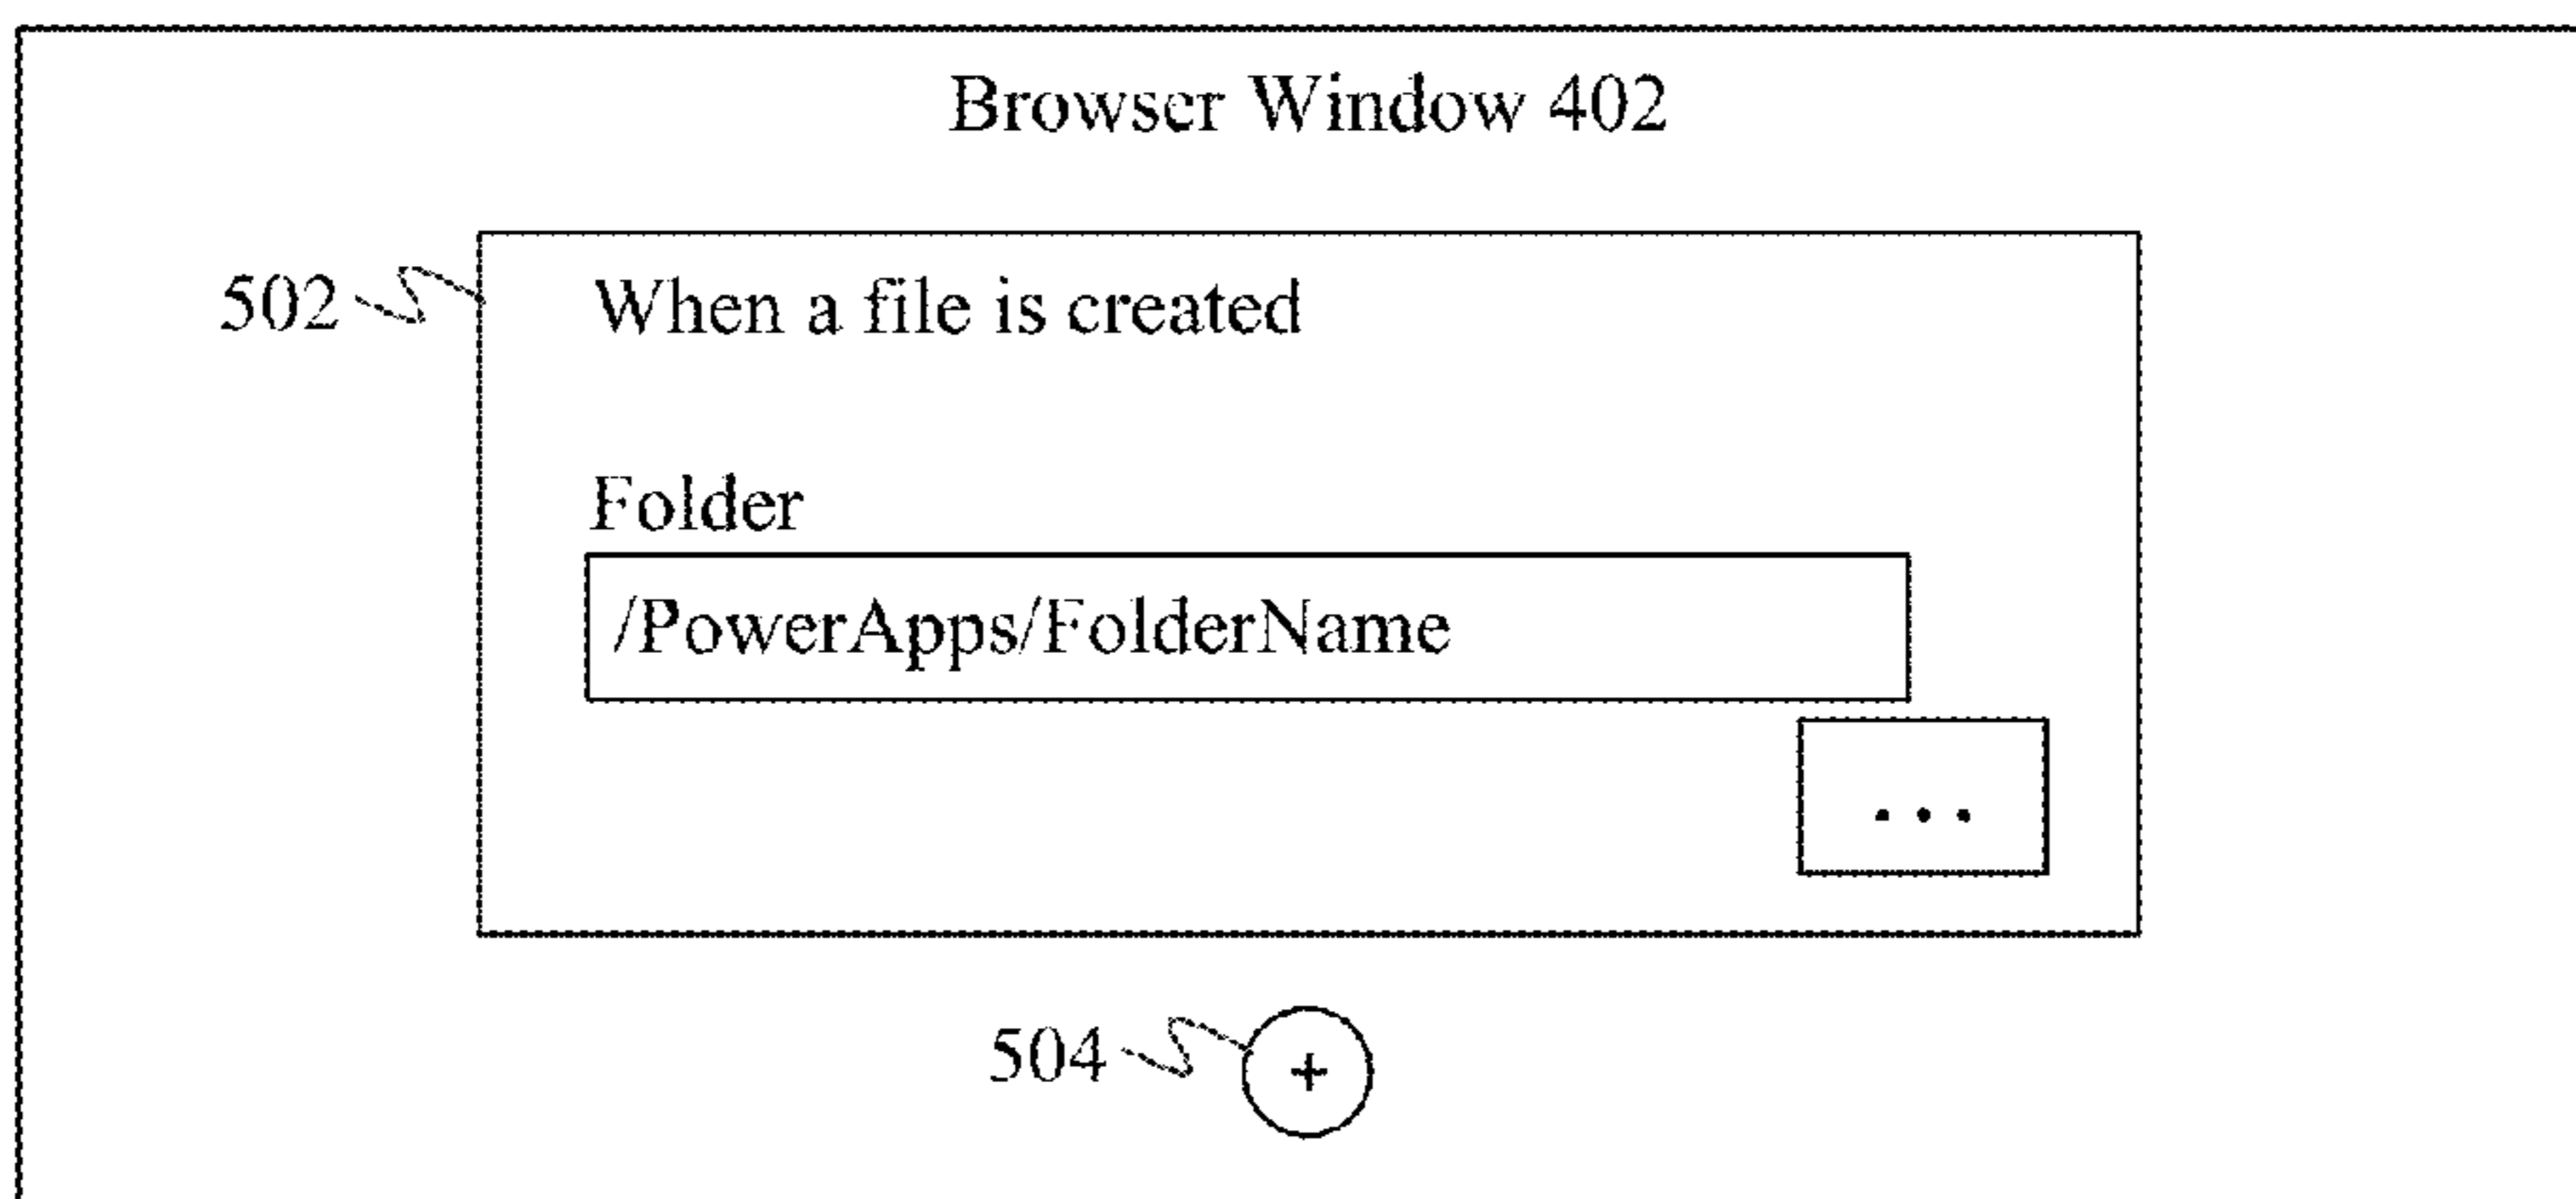 Browser Window 402
502 When a file is created
Folder
/PowerApps/FolderName
...
504 +